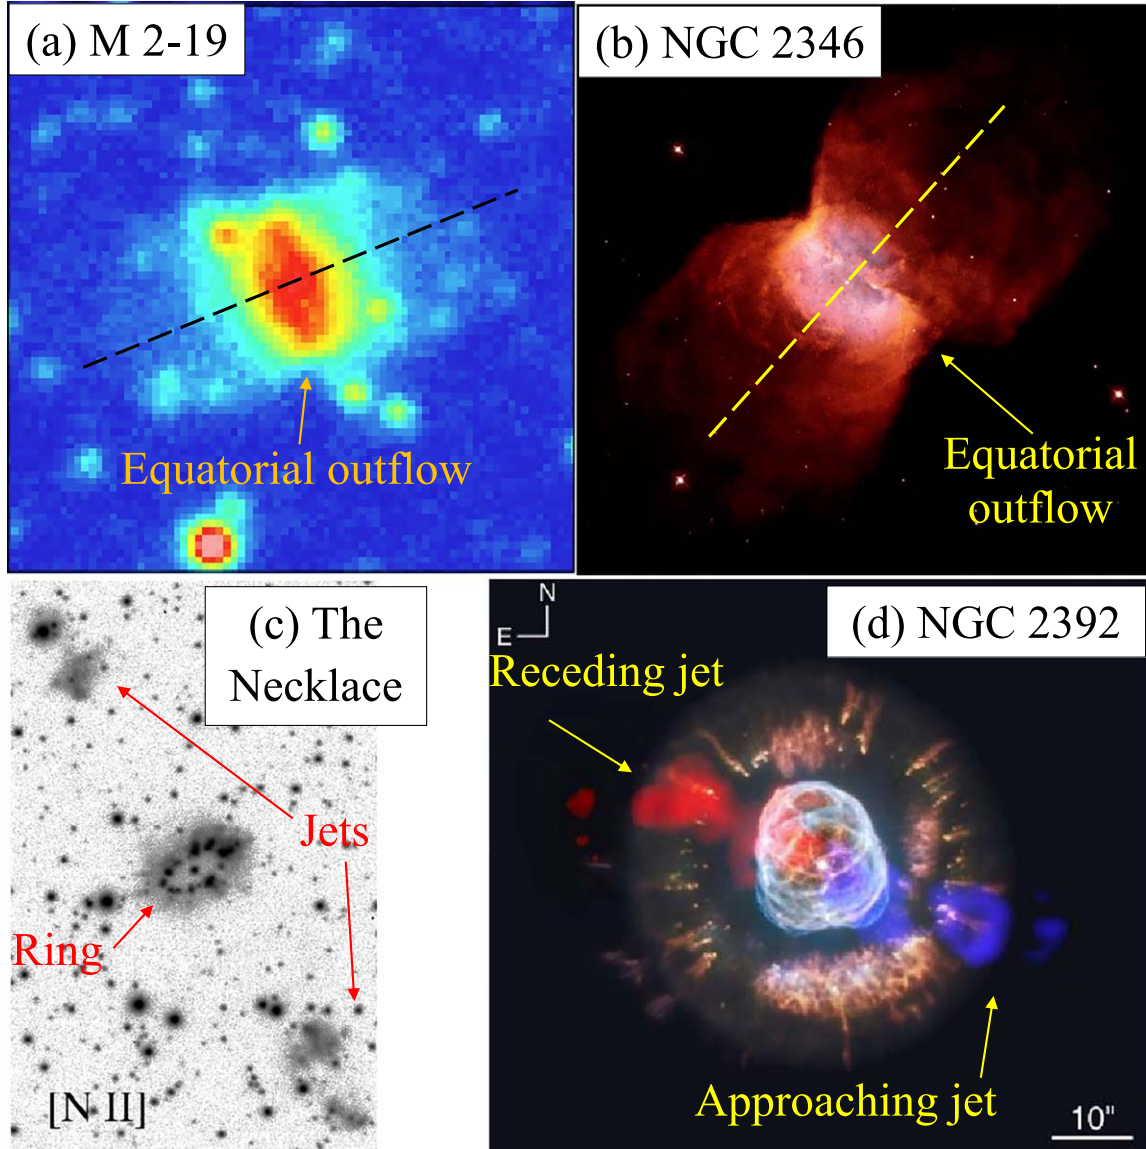 (a) M 2-19
Equatorial outflow
(b) NGC 2346
Equatorial
outflow
(c) The
Necklace
Jets
Ring
[N II]
(d) NGC 2392
N
E
Receding jet
Approaching jet
10"